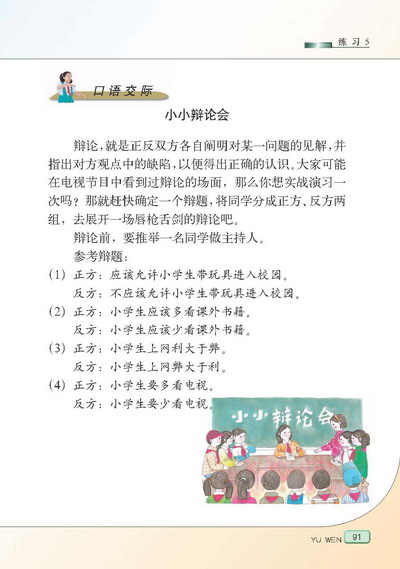 练习5
口语交际
小小辩论会
辩论,就是正反双方各自阐明对某一问题的见解,并
指出对方观点中的缺陷,以便得出正确的认识。大家可能
在电视节目中看到过辩论的场面,那么你想实战演习一
次吗?那就赶快确定一个辩题,将同学分成正方、反方两
组,去展开一场唇枪舌剑的辩论吧。
辩论前,要推举一名同学做主持人。
参考辩题:
(1)正方:应该允许小学生带玩具进入校园。
反方:不应该允许小学生带玩具进入校园。
(2)正方:小学生应该多看课外书籍。
反方:小学生应该少看课外书籍。
(3)正方:小学生上网利大于弊。
反方:小学生上网弊大于利。
(4)正方:小学生要多看电视。
反方:小学生要少看电视。
小小辩论会
YU WEN 91